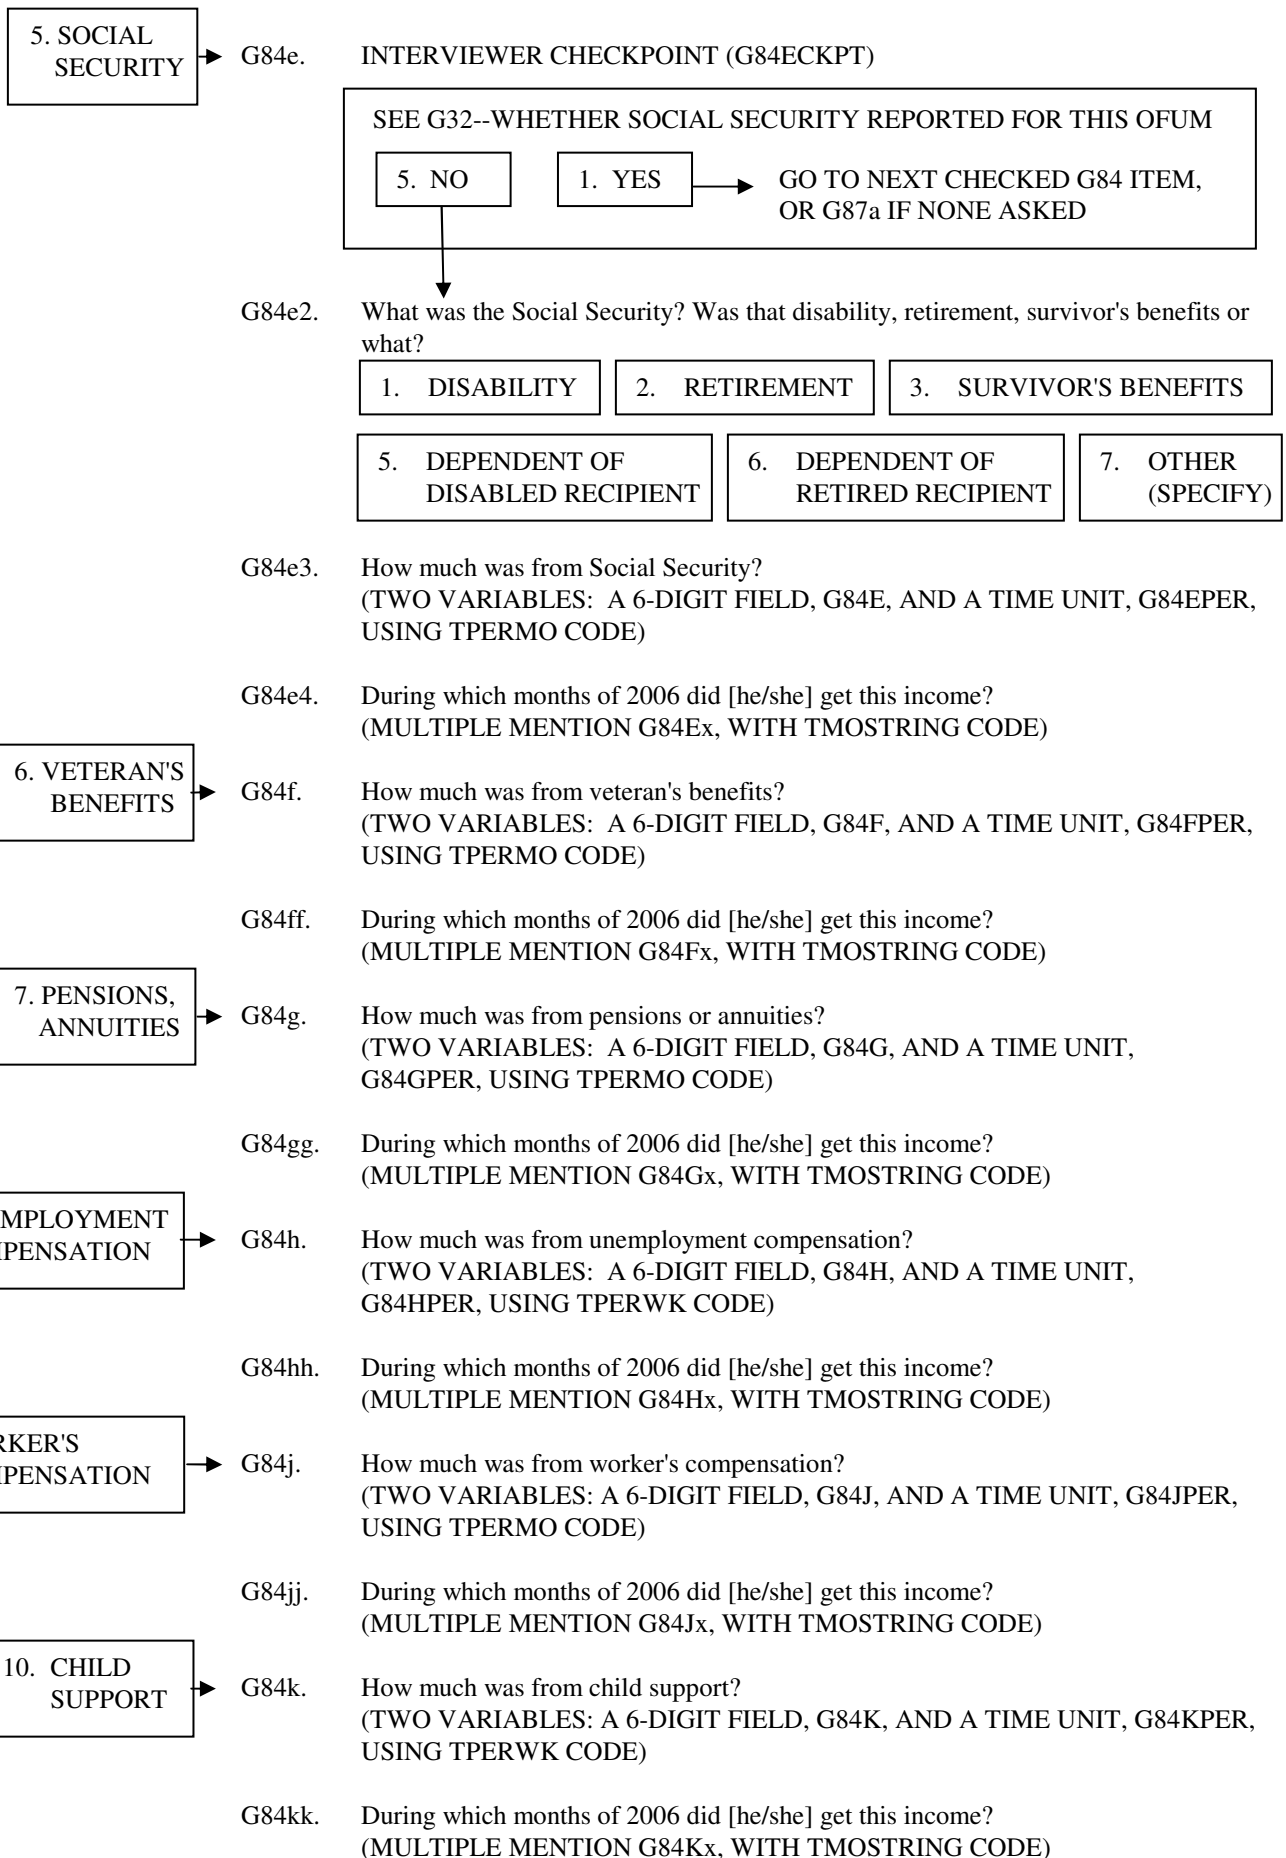 5. SOCIAL
SECURITY
G84e. INTERVIEWER CHECKPOINT (G84ECKPT)
SEE G32--WHETHER SOCIAL SECURITY REPORTED FOR THIS OFUM
5. NO 1. YES GO TO NEXT CHECKED G84 ITEM,
OR G87a IF NONE ASKED
G84e2. What was the Social Security? Was that disability, retirement, survivor's benefits or
what?
1. DISABILITY 2. RETIREMENT 3. SURVIVOR'S BENEFITS
5. DEPENDENT OF
DISABLED RECIPIENT
6. DEPENDENT OF
RETIRED RECIPIENT
7. OTHER
(SPECIFY)
G84e3. How much was from Social Security?
(TWO VARIABLES: A 6-DIGIT FIELD, G84E, AND A TIME UNIT, G84EPER,
USING TPERMO CODE)
G84e4. During which months of 2006 did [he/she] get this income?
(MULTIPLE MENTION G84Ex, WITH TMOSTRING CODE)
6. VETERAN'S
BENEFITS
G84f. How much was from veteran's benefits?
(TWO VARIABLES: A 6-DIGIT FIELD, G84F, AND A TIME UNIT, G84FPER,
USING TPERMO CODE)
G84ff. During which months of 2006 did [he/she] get this income?
(MULTIPLE MENTION G84Fx, WITH TMOSTRING CODE)
7. PENSIONS,
ANNUITIES
G84g. How much was from pensions or annuities?
(TWO VARIABLES: A 6-DIGIT FIELD, G84G, AND A TIME UNIT,
G84GPER, USING TPERMO CODE)
G84gg. During which months of 2006 did [he/she] get this income?
(MULTIPLE MENTION G84Gx, WITH TMOSTRING CODE)
MPLOYMENT
PENSATION
G84h. How much was from unemployment compensation?
(TWO VARIABLES: A 6-DIGIT FIELD, G84H, AND A TIME UNIT,
G84HPER, USING TPERWK CODE)
G84hh. During which months of 2006 did [he/she] get this income?
(MULTIPLE MENTION G84Hx, WITH TMOSTRING CODE)
RKER'S
PENSATION
G84j. How much was from worker's compensation?
(TWO VARIABLES: A 6-DIGIT FIELD, G84J, AND A TIME UNIT, G84JPER,
USING TPERMO CODE)
G84jj. During which months of 2006 did [he/she] get this income?
(MULTIPLE MENTION G84Jx, WITH TMOSTRING CODE)
10. CHILD
SUPPORT
G84k. How much was from child support?
(TWO VARIABLES: A 6-DIGIT FIELD, G84K, AND A TIME UNIT, G84KPER,
USING TPERWK CODE)
G84kk. During which months of 2006 did [he/she] get this income?
(MULTIPLE MENTION G84Kx, WITH TMOSTRING CODE)